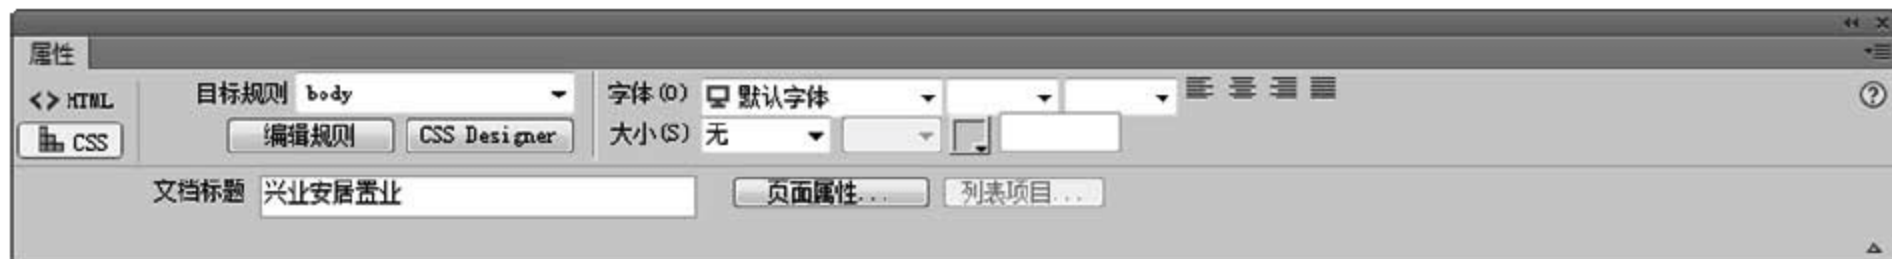 属性
<> HTML 目标规则 body 字体(O) 默认字体
CSS 编辑规则 CSS Designer 大小(S) 无
文档标题 兴业安居置业 页面属性... 列表项目...